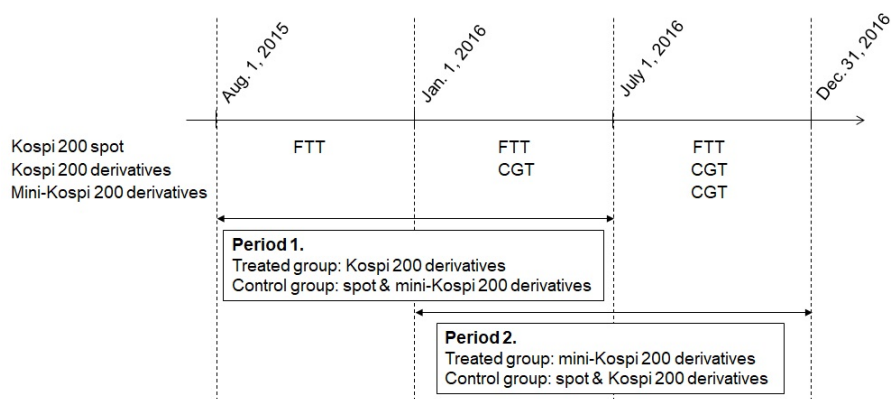 Aug. 1, 2015
Jan. 1, 2016
July 1, 2016
Dec. 31, 2016
Kospi 200 spot FTT FTT FTT
Kospi 200 derivatives CGT CGT
Mini-Kospi 200 derivatives CGT
Period 1.
Treated group: Kospi 200 derivatives
Control group: spot & mini-Kospi 200 derivatives
Period 2.
Treated group: mini-Kospi 200 derivatives
Control group: spot & Kospi 200 derivatives